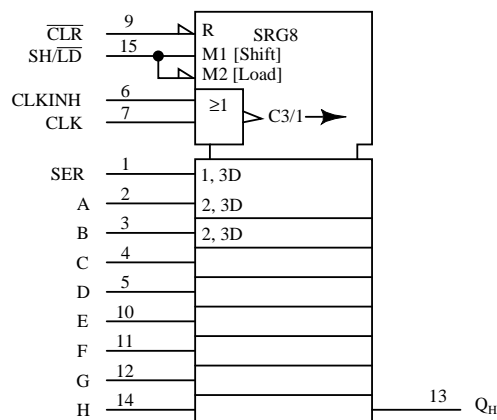 CLR 9 R SRG8
SH/LD 15 M1 [Shift]
M2 [Load]
CLKINH 6 ≥1
CLK 7 C3/1
SER 1 1, 3D
A 2 2, 3D
B 3 2, 3D
C 4
D 5
E 10
F 11
G 12
H 14 13 QH